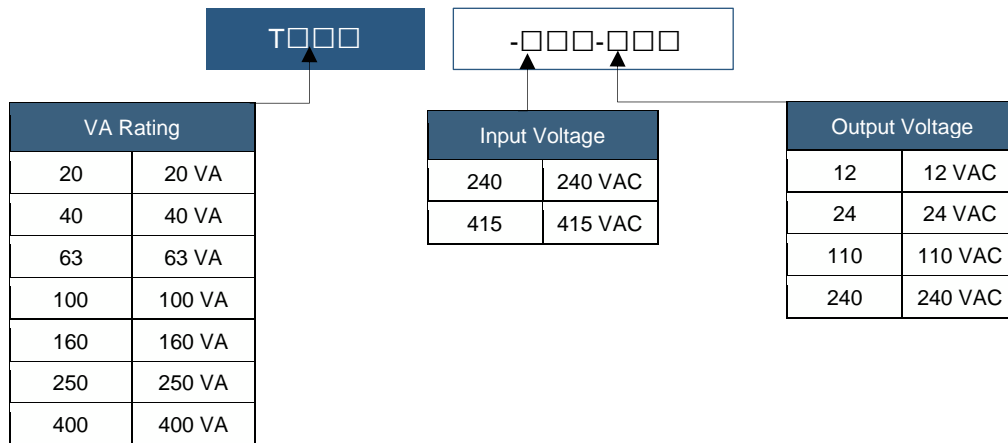 T□□□
-□□□-□□□
VA Rating
20 20 VA
40 40 VA
63 63 VA
100 100 VA
160 160 VA
250 250 VA
400 400 VA
Input Voltage
240 240 VAC
415 415 VAC
Output Voltage
12 12 VAC
24 24 VAC
110 110 VAC
240 240 VAC